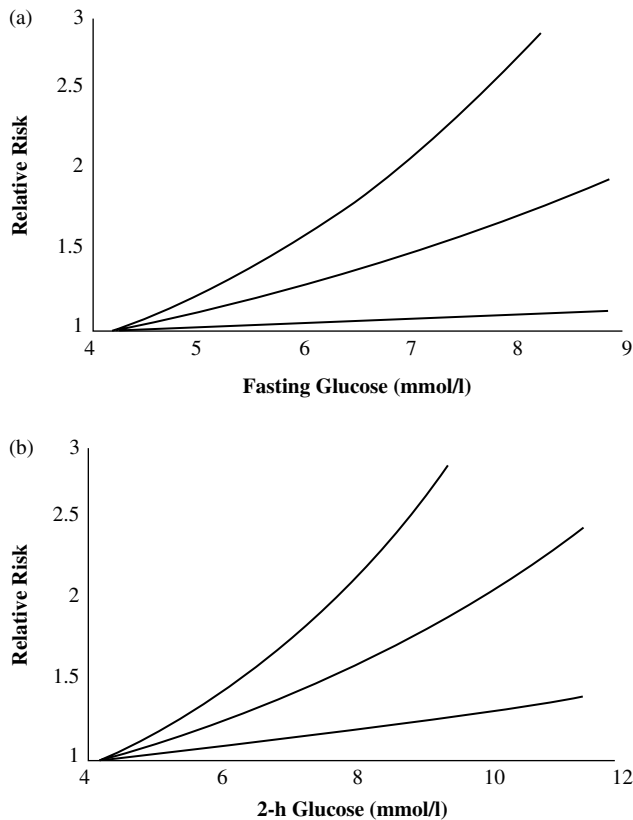 (a)
3
2.5
2
1.5
1
Relative Risk
4 5 6 7 8 9
Fasting Glucose (mmol/l)
(b)
3
2.5
2
1.5
1
Relative Risk
4 6 8 10 12
2-h Glucose (mmol/l)